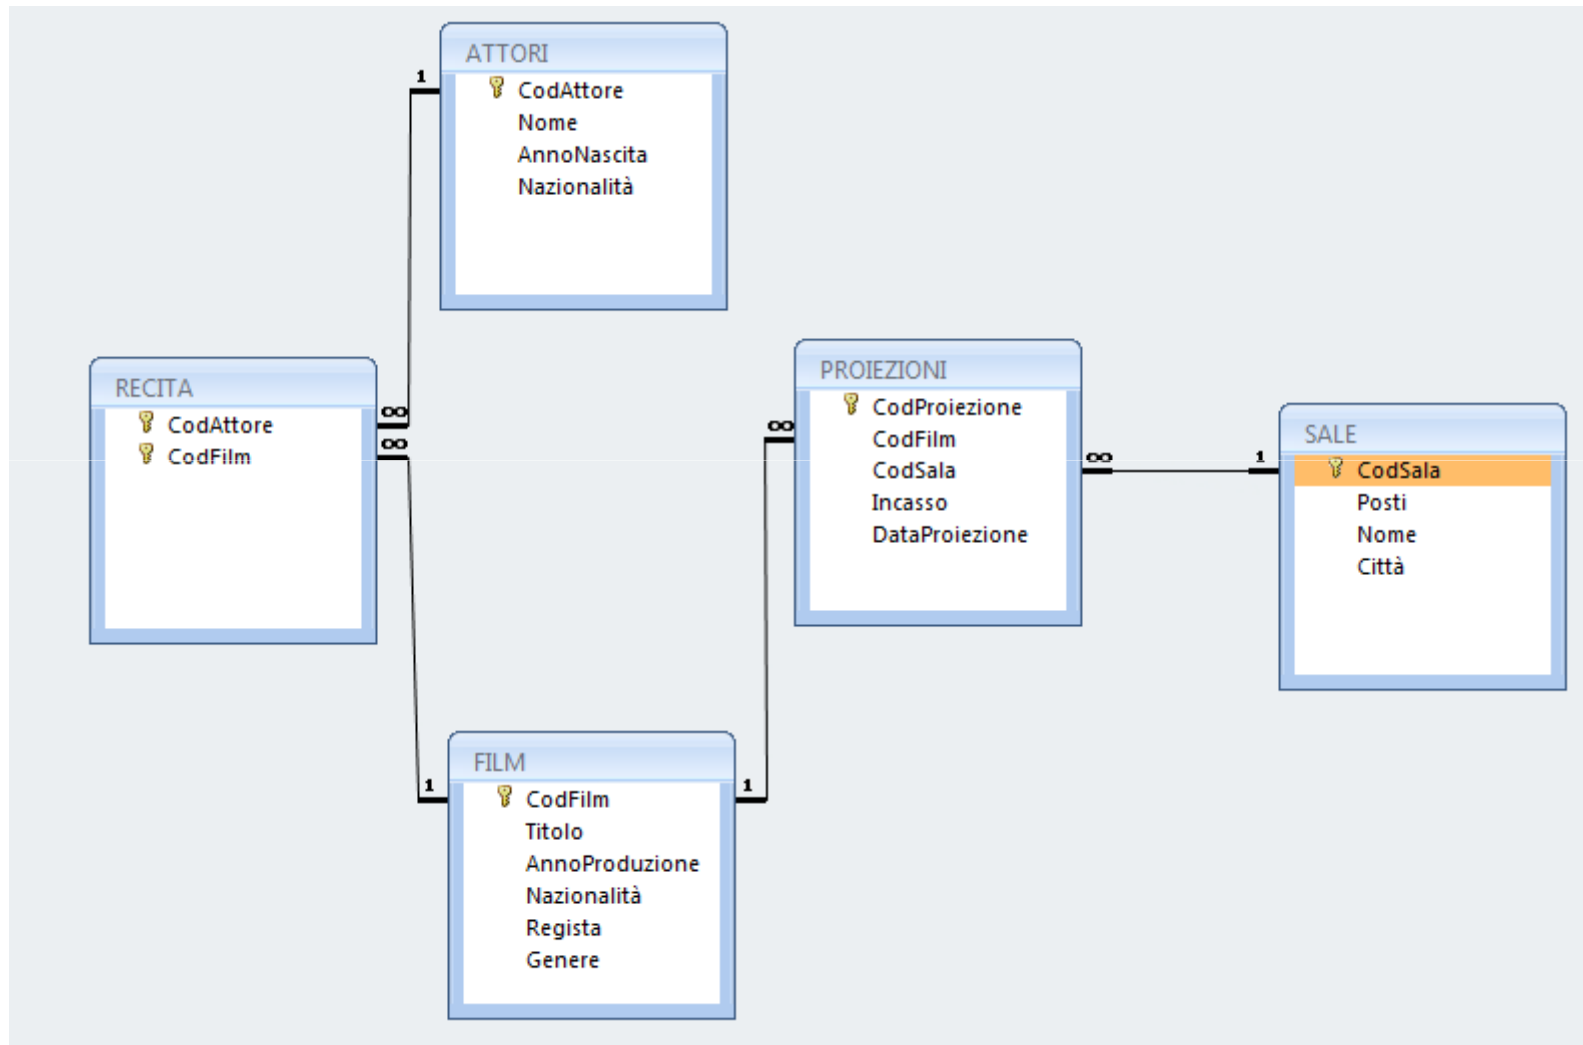 ATTORI
1
CodAttore
Nome
AnnoNascita
Nazionalità
RECITA
CodAttore
CodFilm
∞
∞
PROIEZIONI
CodProiezione
CodFilm
CodSala
Incasso
DataProiezione
∞
∞
1
SALE
CodSala
Posti
Nome
Città
FILM
1
1
CodFilm
Titolo
AnnoProduzione
Nazionalità
Regista
Genere